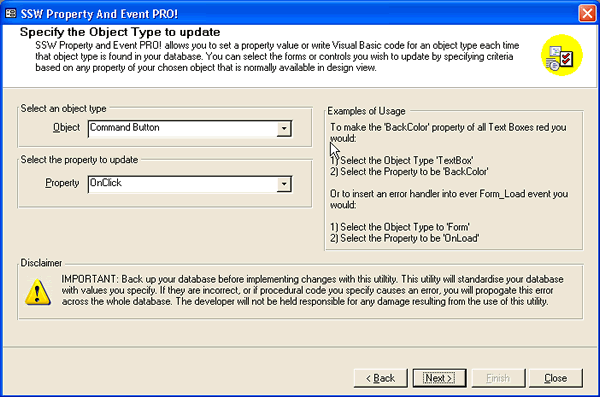 SSW Property And Event PRO!
Specify the Object Type to update
SSW Property and Event PRO! allows you to set a property value or write Visual Basic code for an object type each time
that object type is found in your database. You can select the forms or controls you wish to update by specifying criteria
based on any property of your chosen object that is normally available in design view.
Select an object type
Object
Command Button
Select the property to update
Property
OnClick
Examples of Usage
To make the 'BackColor' property of all Text Boxes red you
would:
1) Select the Object Type 'TextBox'
2) Select the Property to be 'BackColor'
Or to insert an error handler into ever Form_Load event you
would:
1) Select the Object Type to 'Form'
2) Select the Property to be 'OnLoad'
Disclaimer
IMPORTANT: Back up your database before implementing changes with this utiltity. This utility will standardise your database
with values you specify. If they are incorrect, or if procedural code you specify causes an error, you will propogate this error
across the whole database. The developer will not be held responsible for any damage resulting from the use of this utility.
< Back
Next >
Finish
Close